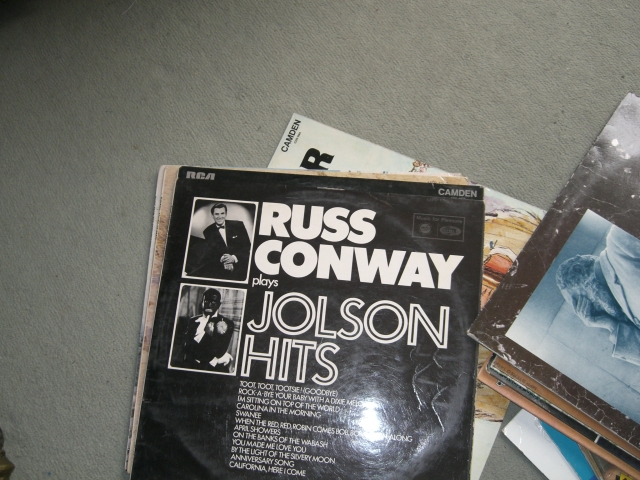 CAMDEN
R
RCA
CAMDEN
RUSS
CONWAY
plays
JOLSON
HITS
TOOT, TOOT, TOOTSIE! (GOODBYE)
ROCK-A-BYE YOUR BABY WITH A DIXIE
I'M SITTING ON TOP OF THE WORLD
CAROLINA IN THE MORNING
SWANEE
WHEN THE RED, RED, ROBIN COMES ALONG
APRIL SHOWERS
ON THE BANKS OF THE WABASH
YOU MADE ME LOVE YOU
BY THE LIGHT OF THE SILVERY MOON
ANNIVERSARY SONG
CALIFORNIA, HERE I COME